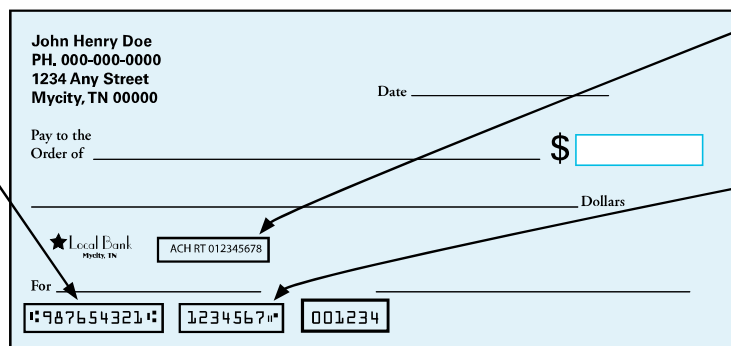 John Henry Doe
PH. 000-000-0000
1234 Any Street
Mycity, TN 00000
Date
Pay to the
Order of
$
Dollars
Local Bank
Mycity, TN
ACH RT 012345678
For
⑆987654321⑆ 1234567⑈ 001234